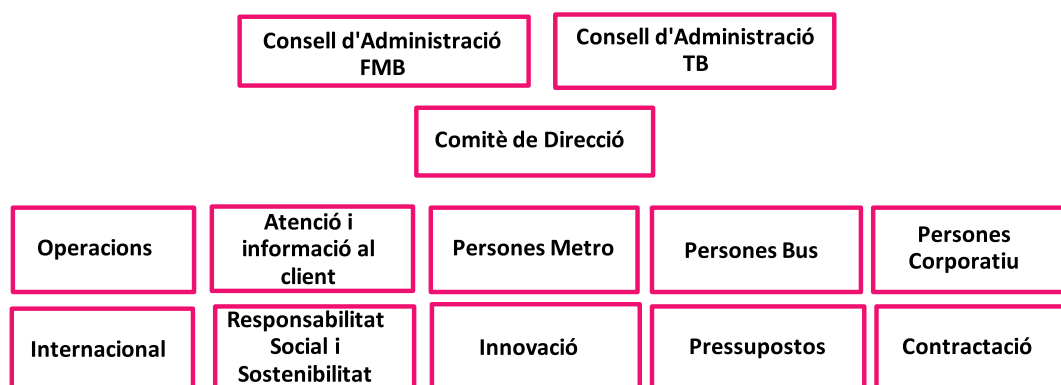 Consell d'Administració
FMB
Consell d'Administració
TB
Comitè de Direcció
Operacions
Atenció i
informació al
client
Persones Metro
Persones Bus
Persones
Corporatiu
Internacional
Responsabilitat
Social i
Sostenibilitat
Innovació
Pressupostos
Contractació